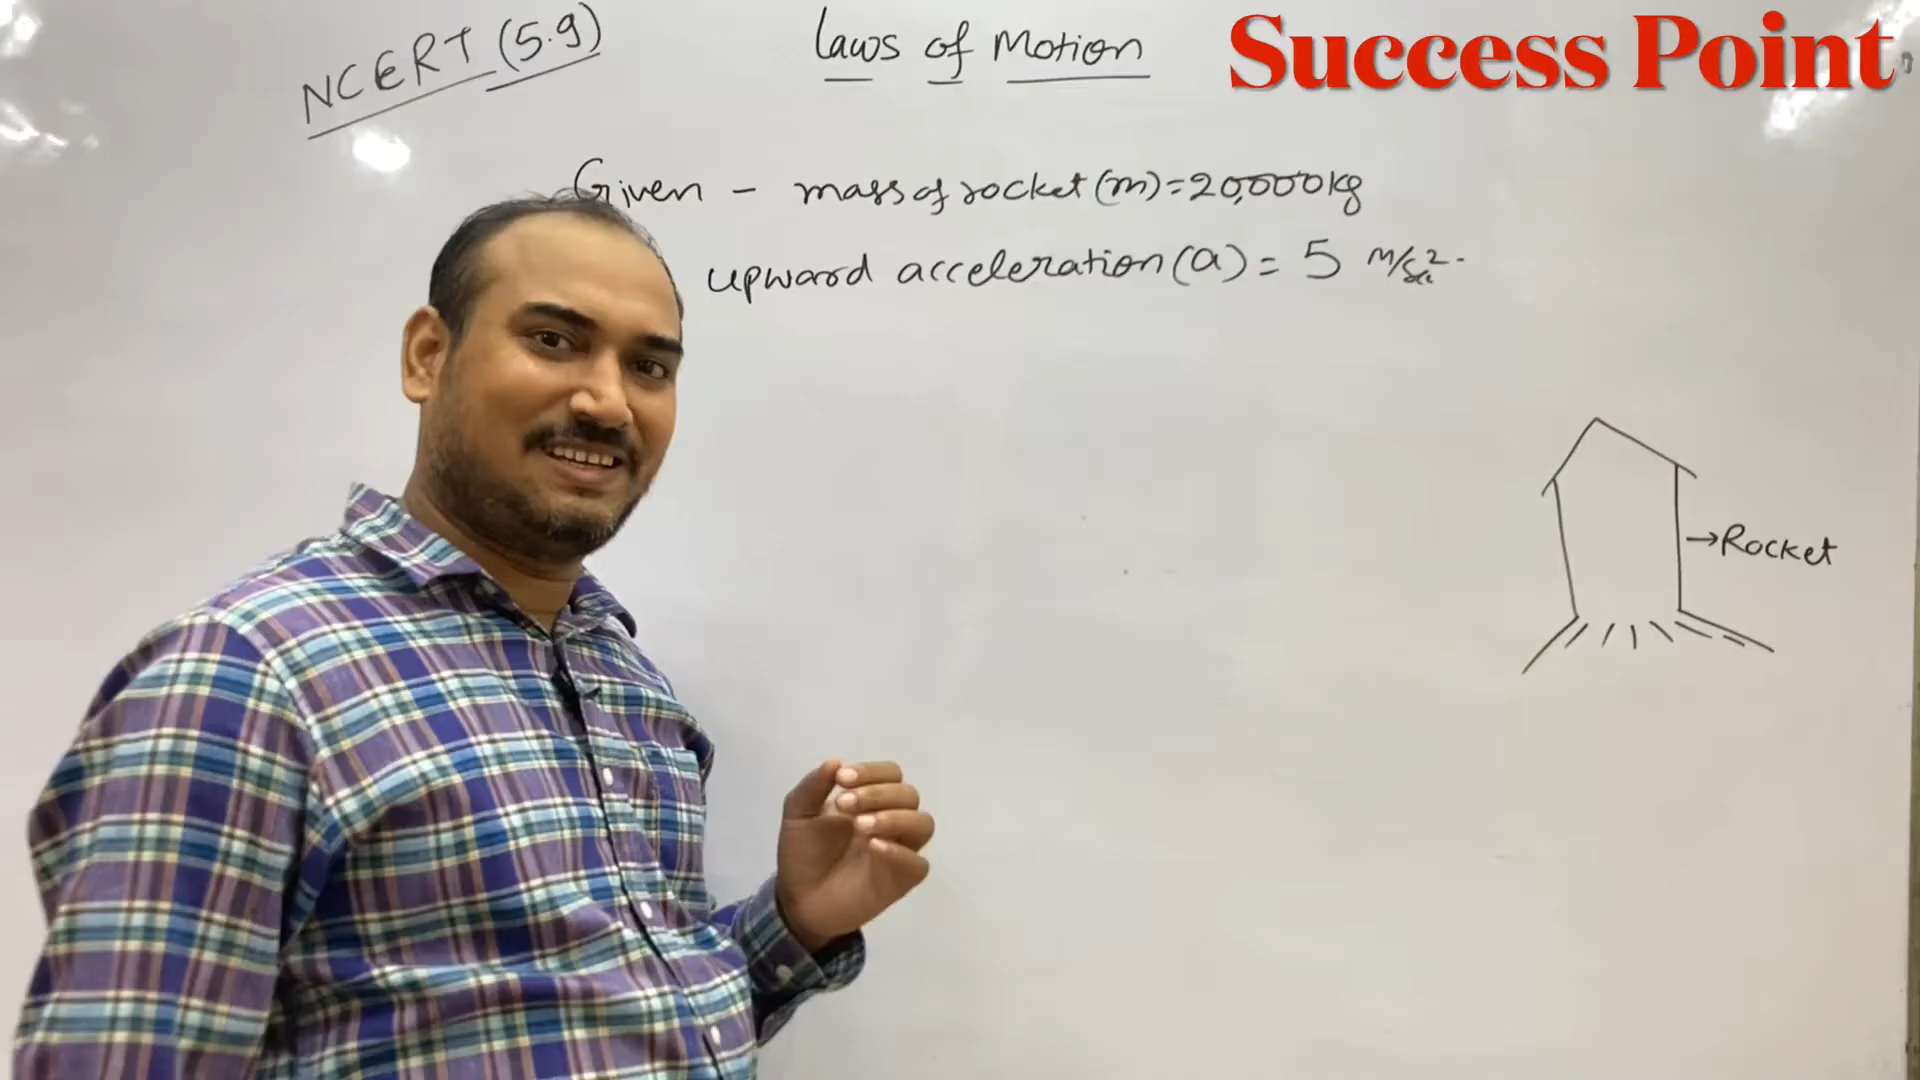 NCERT (5.9)
Laws of Motion
Success Point
Given - mass of rocket (m) = 20,000 kg
upward acceleration (a) = 5 m/sec2.
→ Rocket